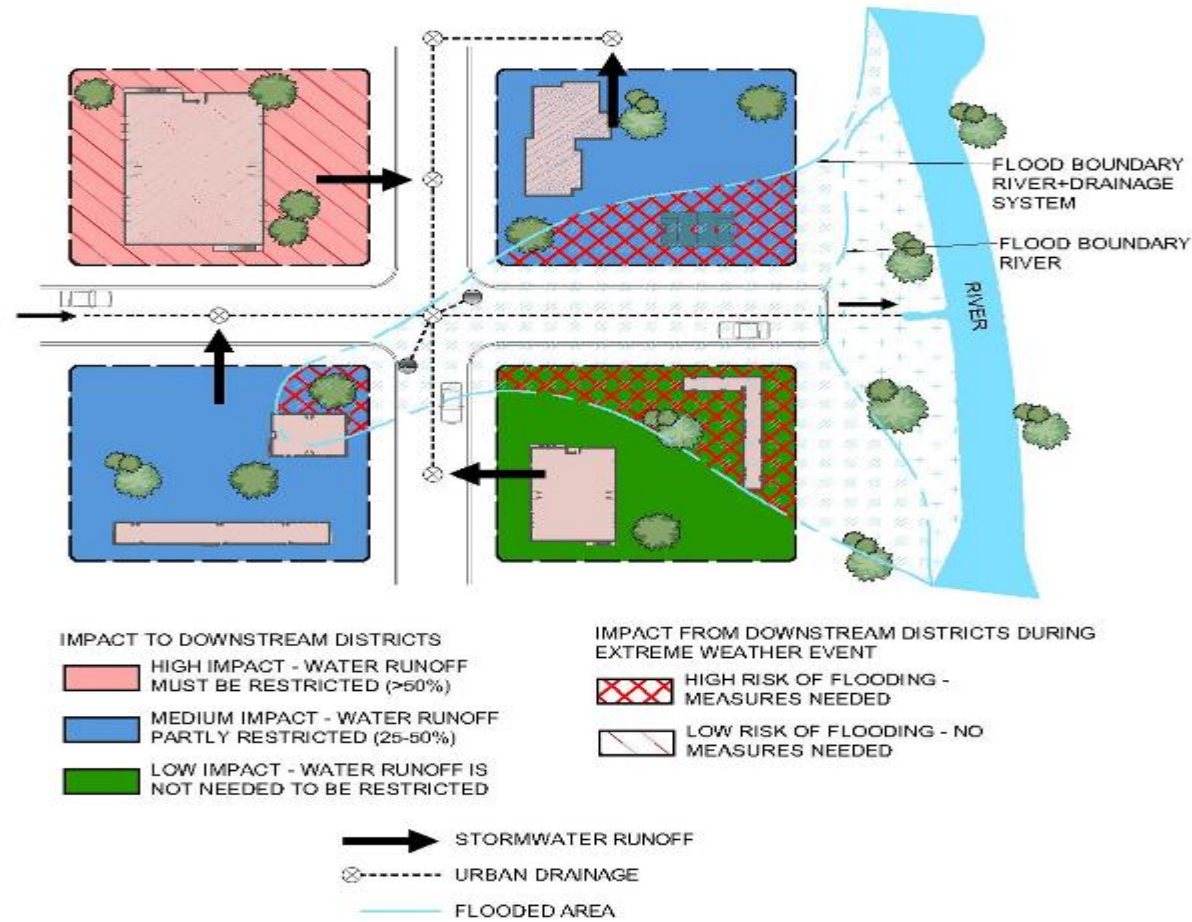 FLOOD BOUNDARY
RIVER+DRAINAGE
SYSTEM
FLOOD BOUNDARY
RIVER
RIVER
IMPACT TO DOWNSTREAM DISTRICTS
HIGH IMPACT - WATER RUNOFF
MUST BE RESTRICTED (>50%)
MEDIUM IMPACT - WATER RUNOFF
PARTLY RESTRICTED (25-50%)
LOW IMPACT - WATER RUNOFF IS
NOT NEEDED TO BE RESTRICTED
IMPACT FROM DOWNSTREAM DISTRICTS DURING
EXTREME WEATHER EVENT
HIGH RISK OF FLOODING -
MEASURES NEEDED
LOW RISK OF FLOODING - NO
MEASURES NEEDED
STORMWATER RUNOFF
URBAN DRAINAGE
FLOODED AREA